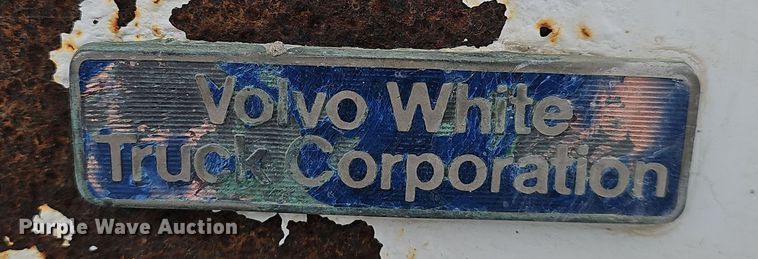 Volvo White
Truck Corporation
Purple Wave Auction